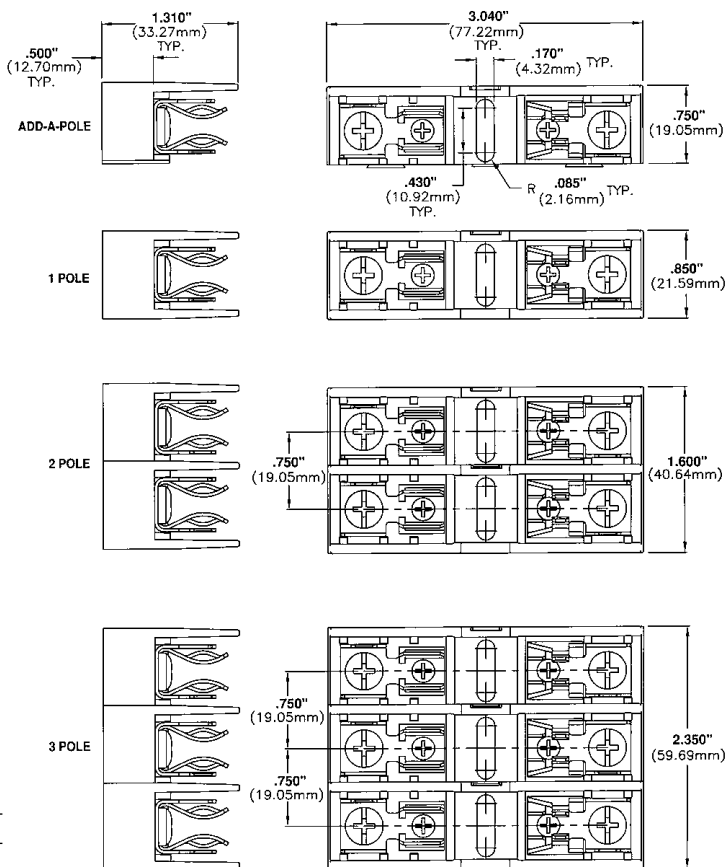 1.310"
(33.27mm)
TYP.
.500"
(12.70mm)
TYP.
3.040"
(77.22mm)
TYP.
.170"
(4.32mm) TYP.
ADD-A-POLE
.750"
(19.05mm)
.430"
(10.92mm)
TYP.
R .085" TYP.
(2.16mm)
1 POLE
.850"
(21.59mm)
2 POLE
.750"
(19.05mm)
1.600"
(40.64mm)
3 POLE
.750"
(19.05mm)
.750"
(19.05mm)
2.350"
(59.69mm)